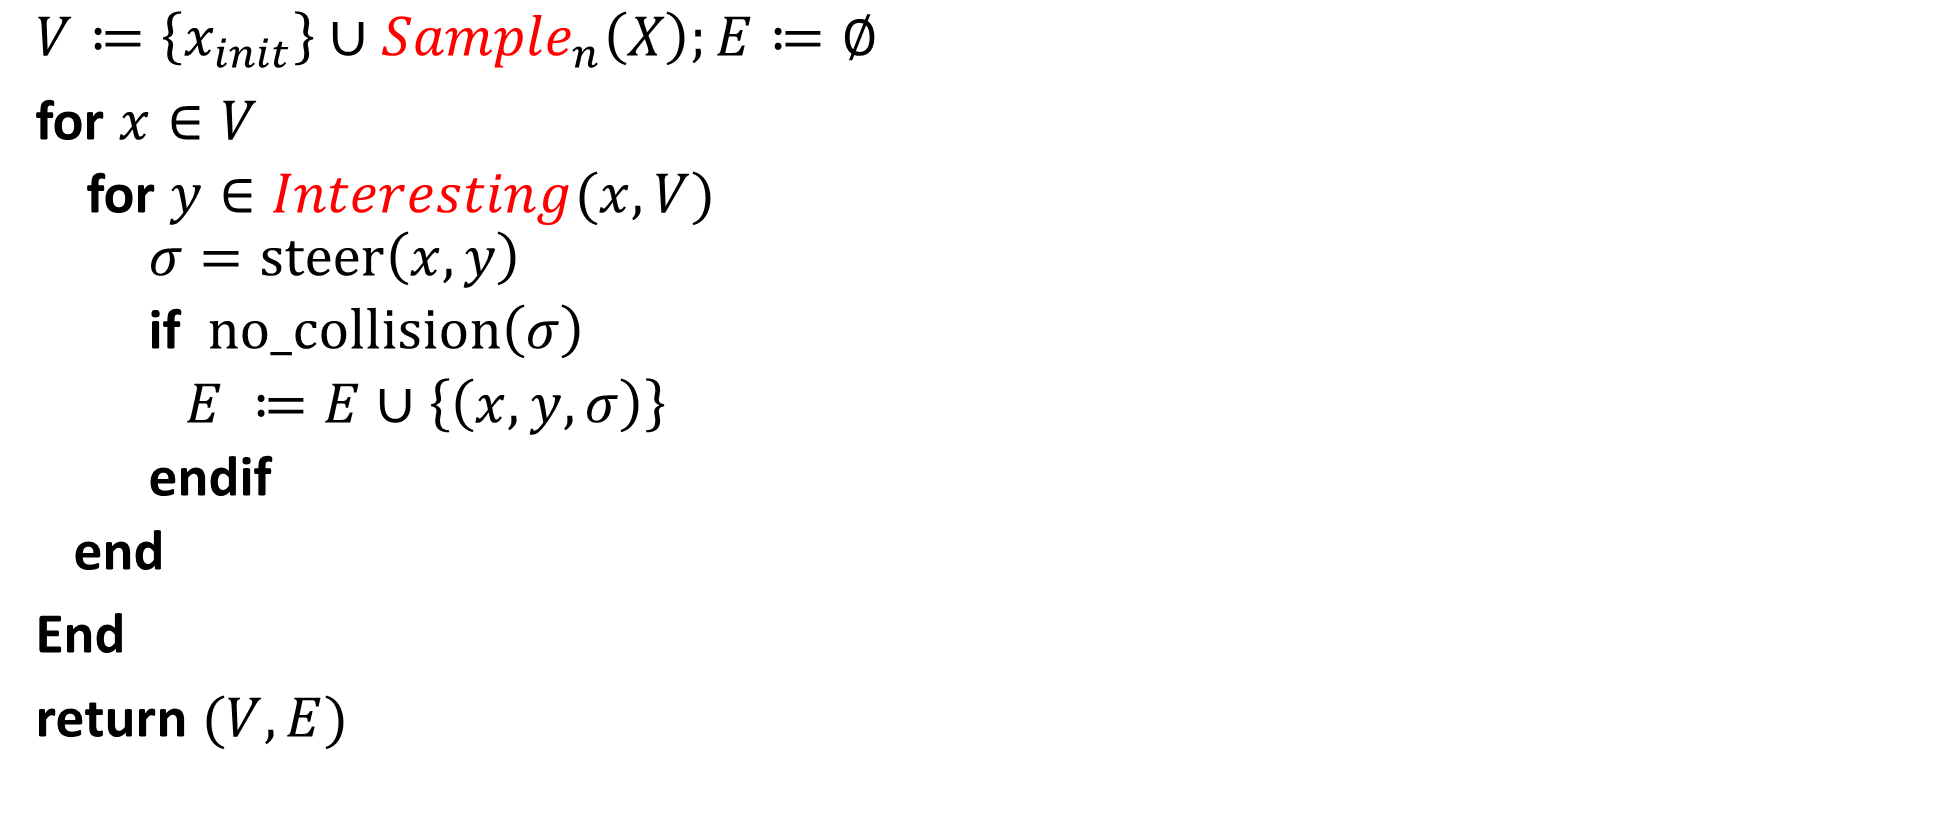 V ≔ {x_init} ∪ Sample_n(X); E ≔ ∅
for x ∈ V
for y ∈ Interesting(x, V)
σ = steer(x, y)
if no_collision(σ)
E ≔ E ∪ {(x, y, σ)}
endif
end
End
return (V, E)